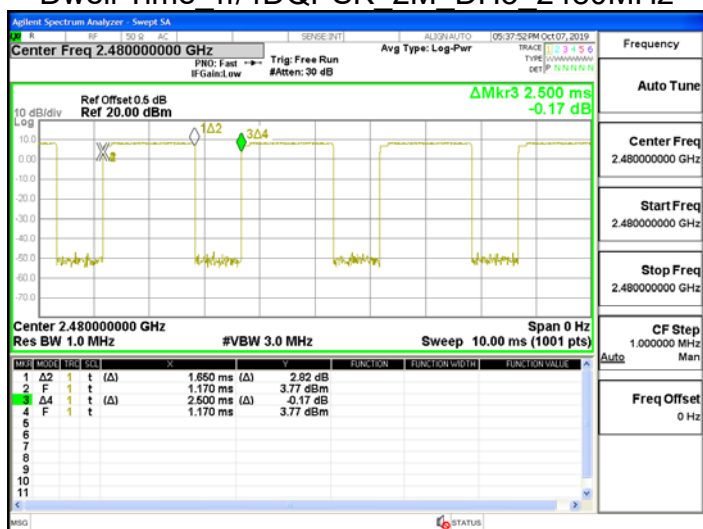 Agilent Spectrum Analyzer - Swept SA
R RF 50 Ω AC SENSE:INT ALIGN AUTO 05:37:52 PM Oct 07, 2019
Center Freq 2.480000000 GHz
PNO: Fast
IFGain:Low
Trig: Free Run
#Atten: 30 dB
Avg Type: Log-Pwr
TRACE 1 2 3 4 5 6
TYPE WWWWWWW
DET P N N N N N
Ref Offset 0.5 dB
10 dB/div Ref 20.00 dBm
Log
ΔMkr3 2.500 ms
-0.17 dB
1Δ2
3Δ4
10.0
0.00
-10.0
-20.0
-30.0
-40.0
-60.0
-70.0
Center 2.480000000 GHz Span 0 Hz
Res BW 1.0 MHz #VBW 3.0 MHz Sweep 10.00 ms (1001 pts)
MKR MODE TRC SCL X Y FUNCTION FUNCTION WIDTH FUNCTION VALUE
1 Δ2 1 t (Δ) 1.650 ms (Δ) 2.82 dB
2 F 1 t 1.170 ms 3.77 dBm
3 Δ4 1 t (Δ) 2.500 ms (Δ) -0.17 dB
4 F 1 t 1.170 ms 3.77 dBm
5
6
7
8
9
10
11
MSG STATUS
Frequency
Auto Tune
Center Freq
2.480000000 GHz
Start Freq
2.480000000 GHz
Stop Freq
2.480000000 GHz
CF Step
1.000000 MHz
Auto Man
Freq Offset
0 Hz